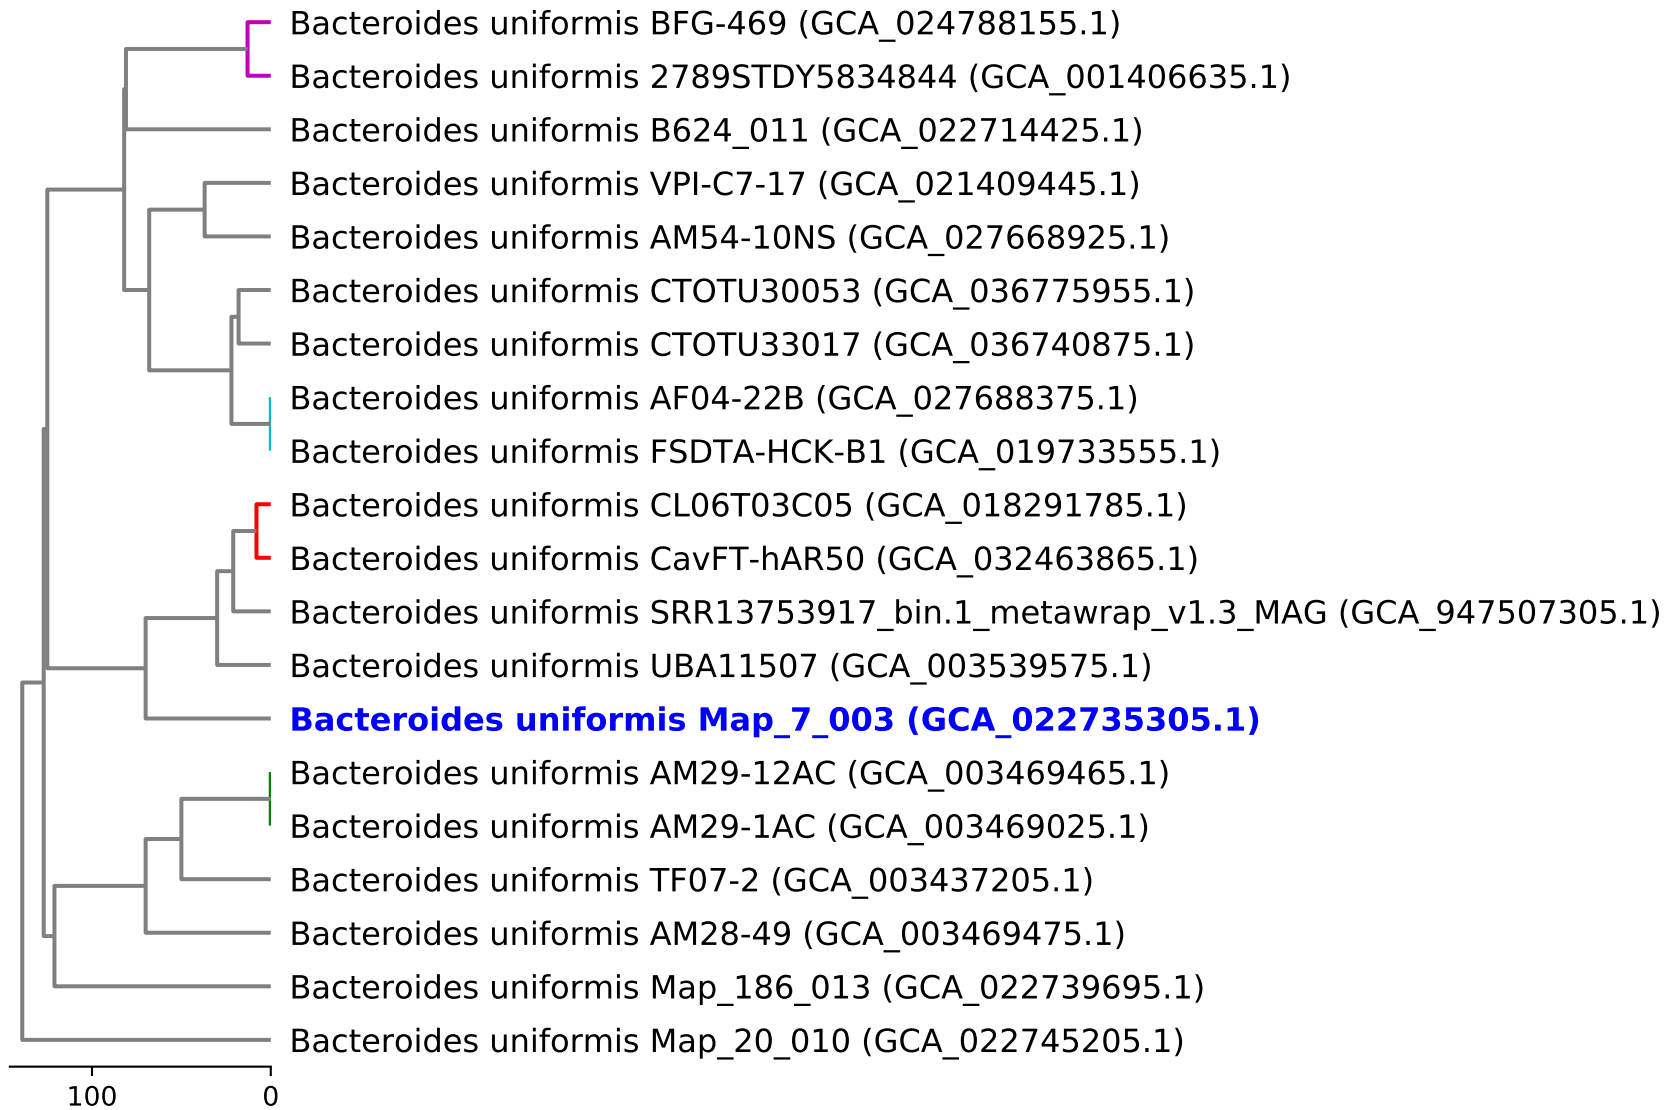 Bacteroides uniformis BFG-469 (GCA_024788155.1)
Bacteroides uniformis 2789STDY5834844 (GCA_001406635.1)
Bacteroides uniformis B624_011 (GCA_022714425.1)
Bacteroides uniformis VPI-C7-17 (GCA_021409445.1)
Bacteroides uniformis AM54-10NS (GCA_027668925.1)
Bacteroides uniformis CTOTU30053 (GCA_036775955.1)
Bacteroides uniformis CTOTU33017 (GCA_036740875.1)
Bacteroides uniformis AF04-22B (GCA_027688375.1)
Bacteroides uniformis FSDTA-HCK-B1 (GCA_019733555.1)
Bacteroides uniformis CL06T03C05 (GCA_018291785.1)
Bacteroides uniformis CavFT-hAR50 (GCA_032463865.1)
Bacteroides uniformis SRR13753917_bin.1_metawrap_v1.3_MAG (GCA_947507305.1)
Bacteroides uniformis UBA11507 (GCA_003539575.1)
Bacteroides uniformis Map_7_003 (GCA_022735305.1)
Bacteroides uniformis AM29-12AC (GCA_003469465.1)
Bacteroides uniformis AM29-1AC (GCA_003469025.1)
Bacteroides uniformis TF07-2 (GCA_003437205.1)
Bacteroides uniformis AM28-49 (GCA_003469475.1)
Bacteroides uniformis Map_186_013 (GCA_022739695.1)
Bacteroides uniformis Map_20_010 (GCA_022745205.1)
100 0